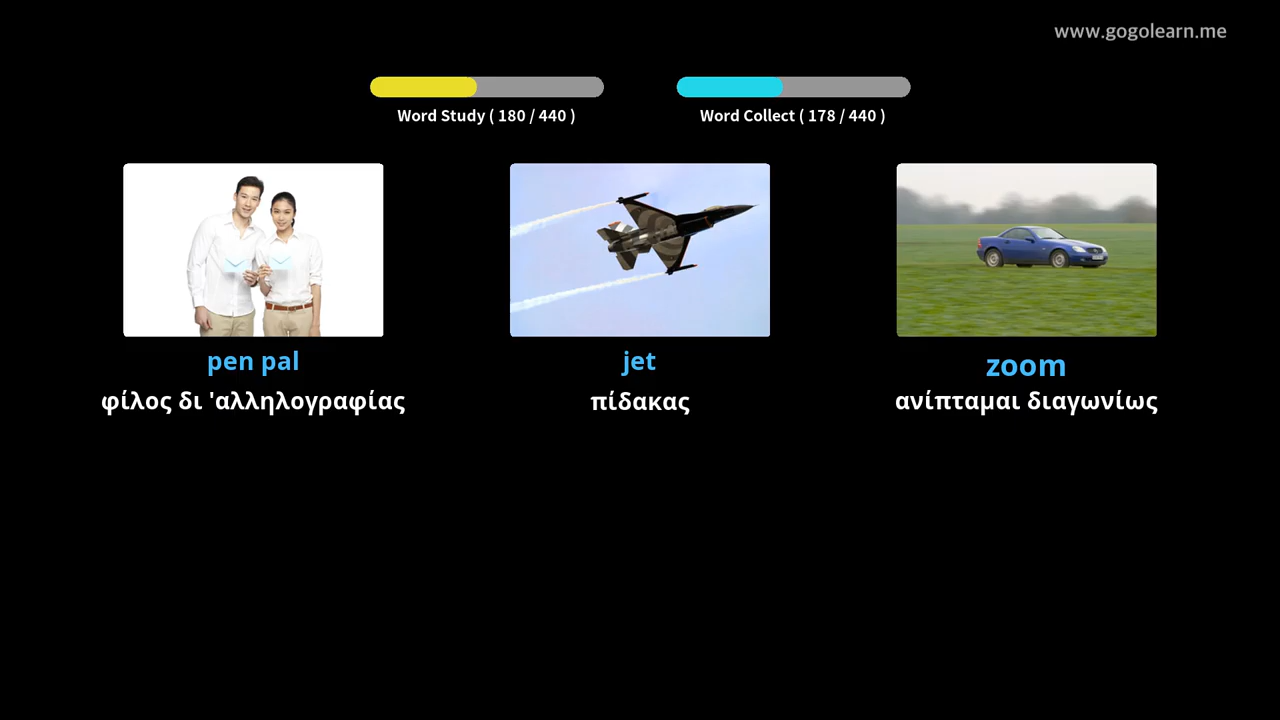 www.gogolearn.me
Word Study ( 180 / 440 )
Word Collect ( 178 / 440 )
pen pal
φίλος δι 'αλληλογραφίας
jet
πίδακας
zoom
ανίπταμαι διαγωνίως